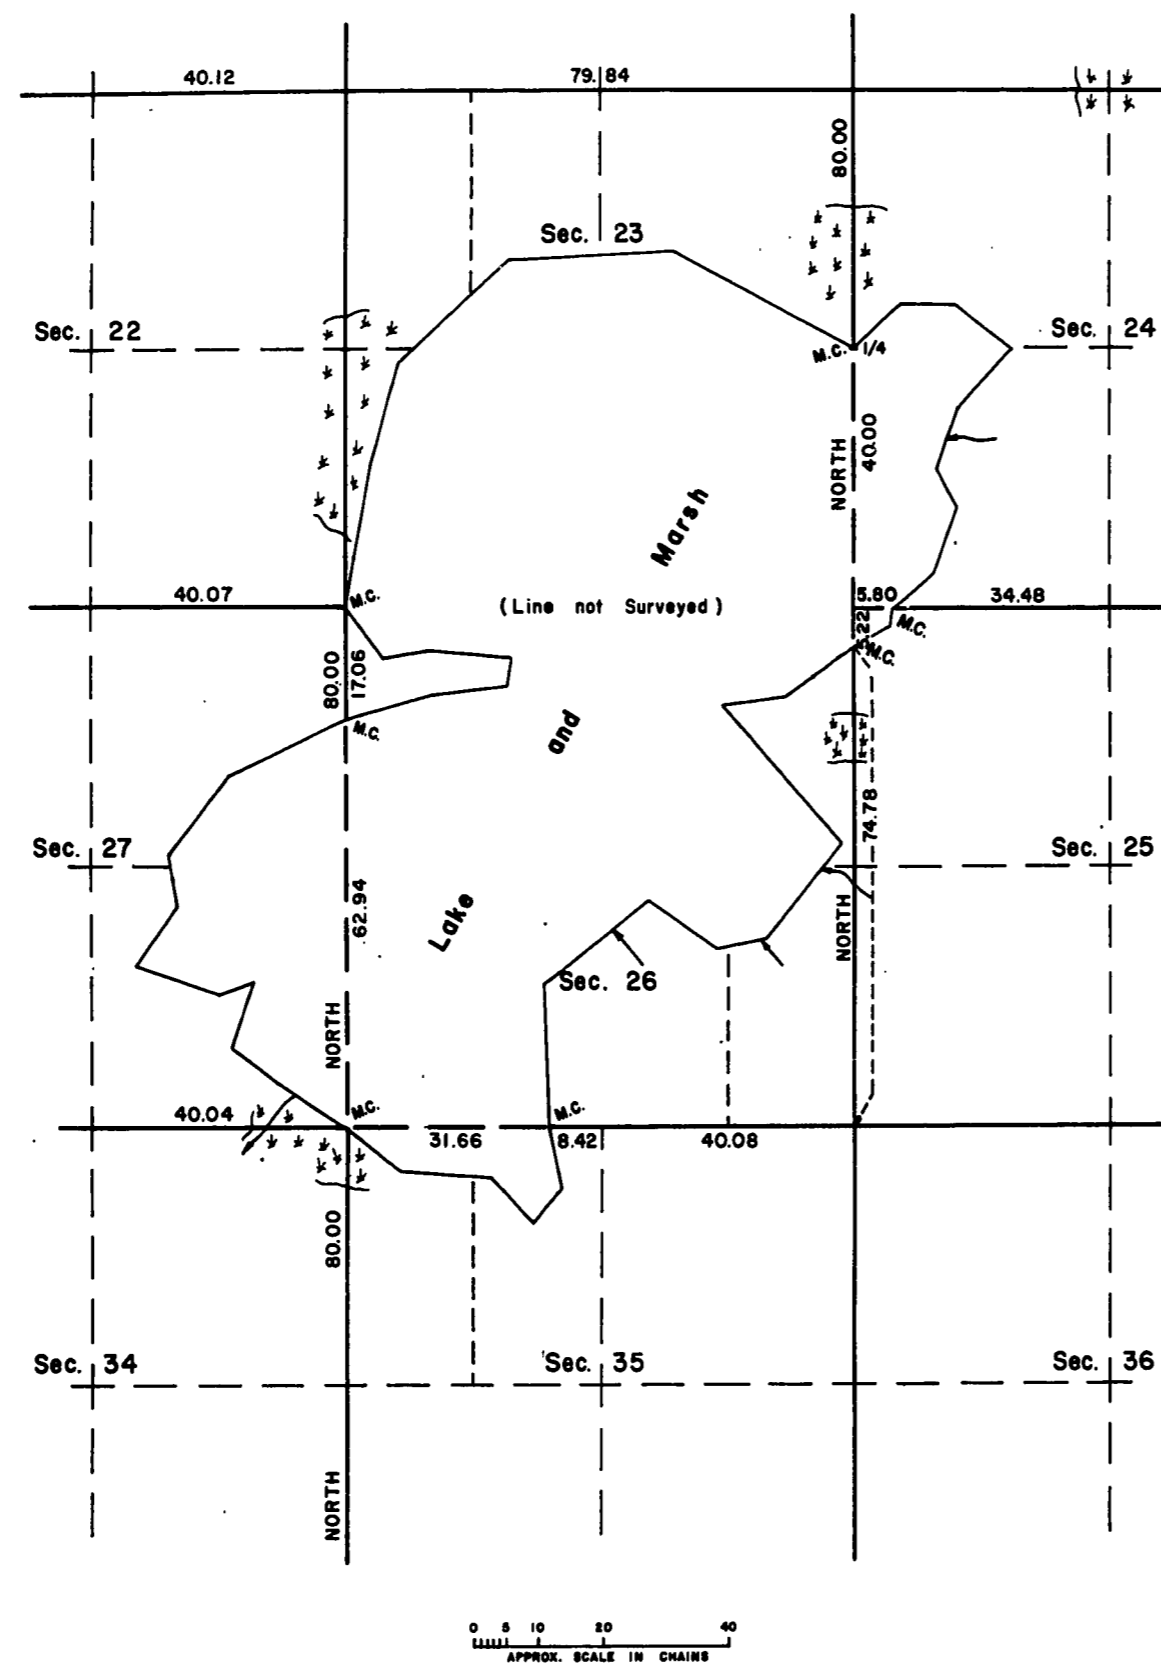 40.12
79.84
80.00
Sec. 23
Sec. 22
Sec. 24
M.C.
1/4
NORTH
40.00
Marsh
40.07
M.C.
(Line not Surveyed)
5.80
34.48
M.C.
M.C.
80.00
17.06
M.C.
and
74.78
Sec. 27
Sec. 25
62.94
Lake
NORTH
Sec. 26
NORTH
40.04
M.C.
M.C.
31.66
8.42
40.08
80.00
Sec. 34
Sec. 35
Sec. 36
NORTH
0 5 10 20 40
APPROX. SCALE IN CHAINS